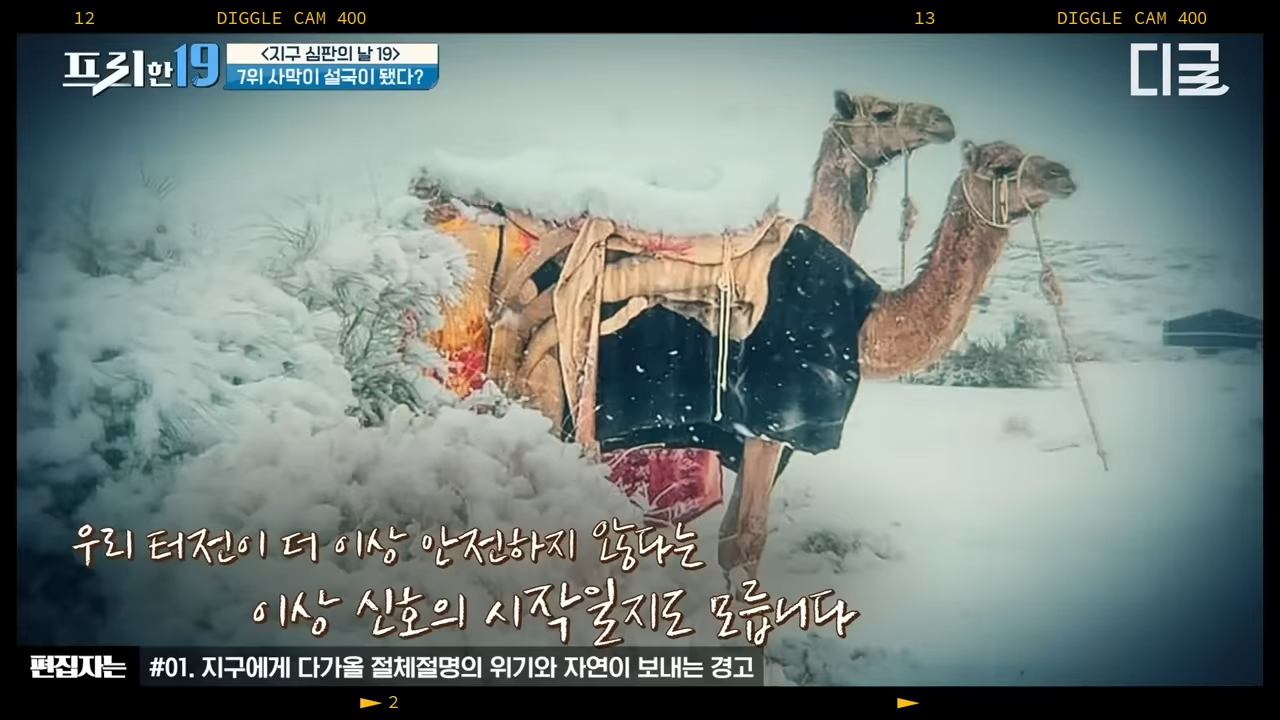 12 DIGGLE CAM 400 13 DIGGLE CAM 400
프리한19
<지구 심판의 날 19>
7위 사막이 설국이 됐다?
디글
우리 터전이 더 이상 안전하지 않다는
이상 신호의 시작일지도 모릅니다
편집자는 #01. 지구에게 다가올 절체절명의 위기와 자연이 보내는 경고
2